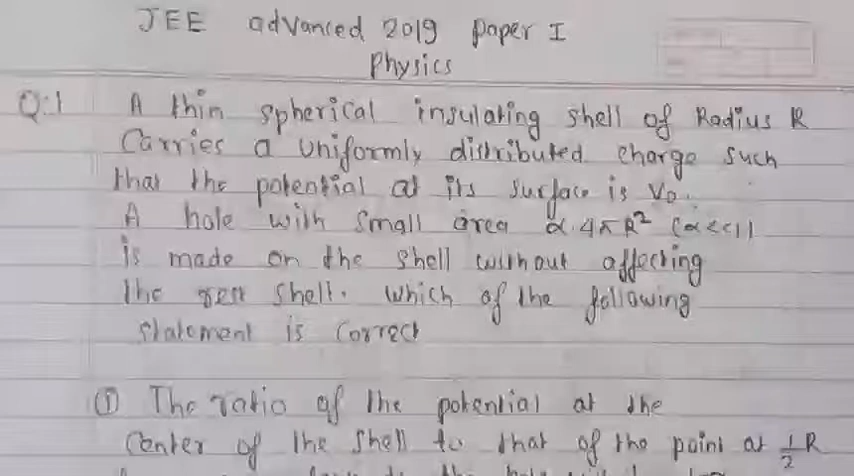 JEE advanced 2019 paper I
Physics
Q:1 A thin spherical insulating shell of Radius R
Carries a Uniformly distributed charge such
that the potential at its surface is V₀.
A hole with small area α.4πR² (α<<1)
is made on the shell without affecting
the rest shell. Which of the following
statement is correct
① The ratio of the potential at the
Center of the shell to that of the point at ½R